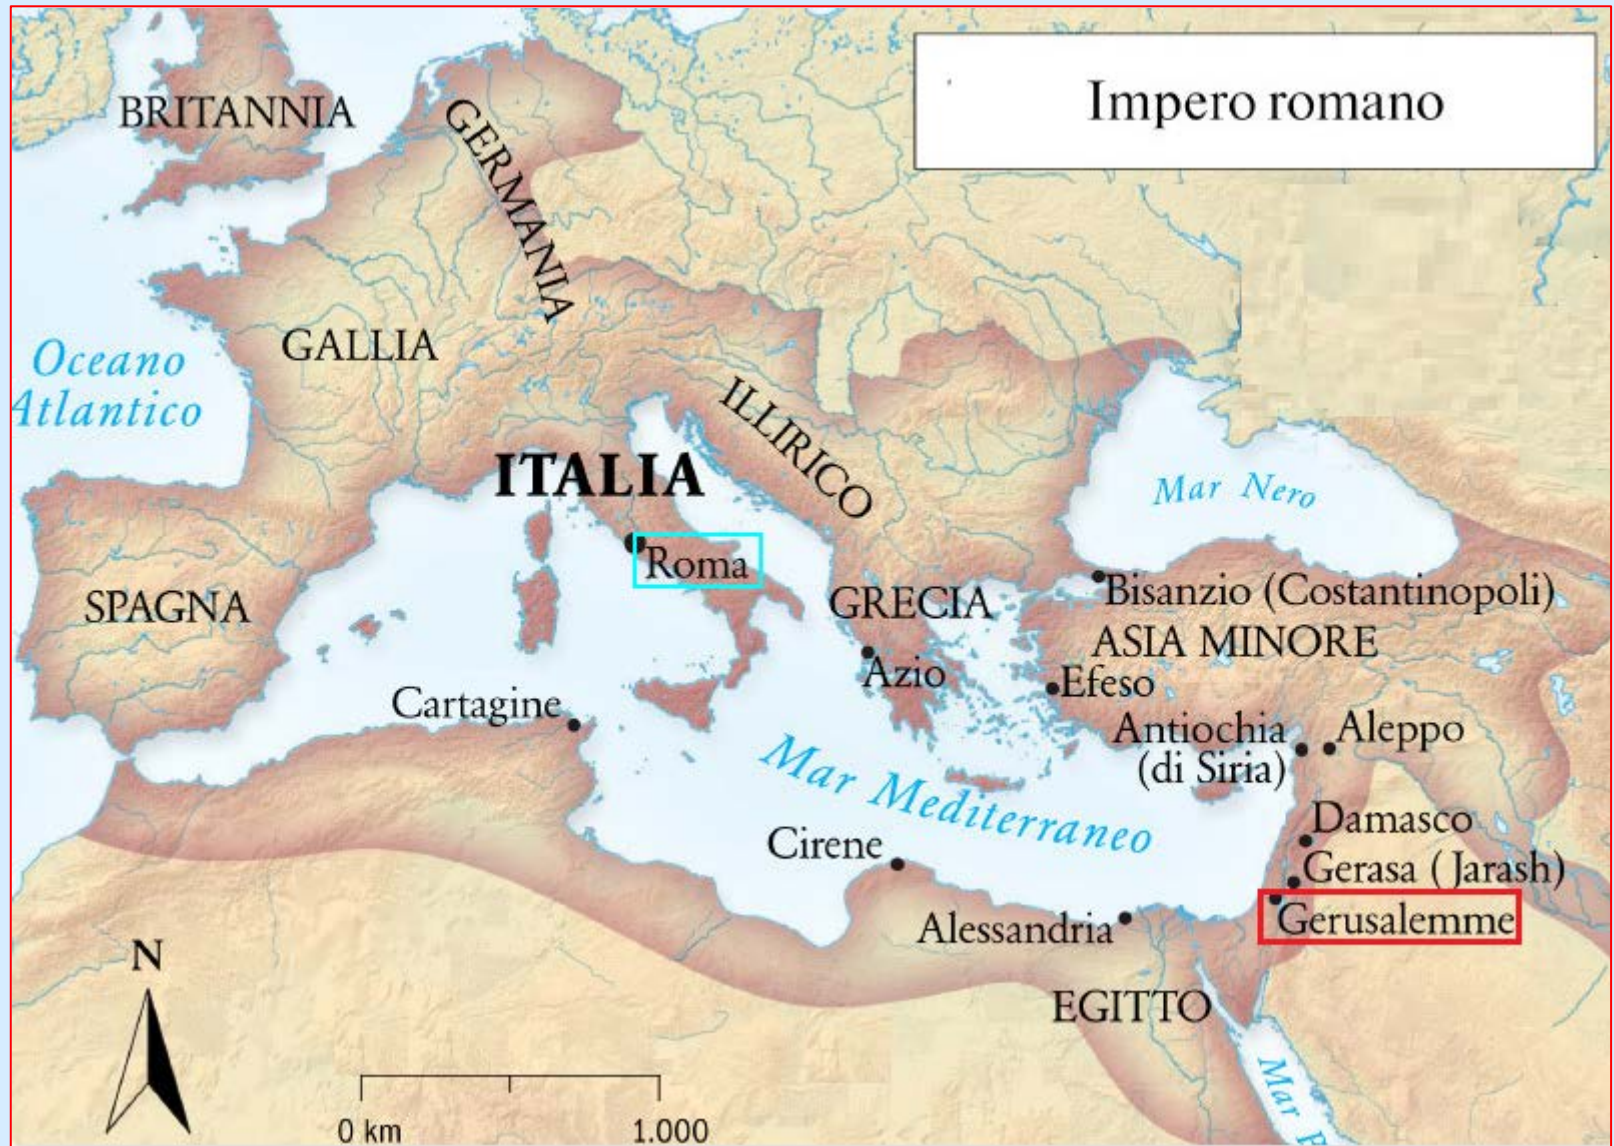 Impero romano
BRITANNIA
GERMANIA
GALLIA
Oceano
Atlantico
ILLIRICO
ITALIA
Mar Nero
Roma
SPAGNA
GRECIA
Bisanzio (Costantinopoli)
ASIA MINORE
Azio
Efeso
Cartagine
Antiochia
(di Siria)
Aleppo
Mar Mediterraneo
Damasco
Cirene
Gerasa (Jarash)
Gerusalemme
Alessandria
N
EGITTO
Mar
0 km
1.000